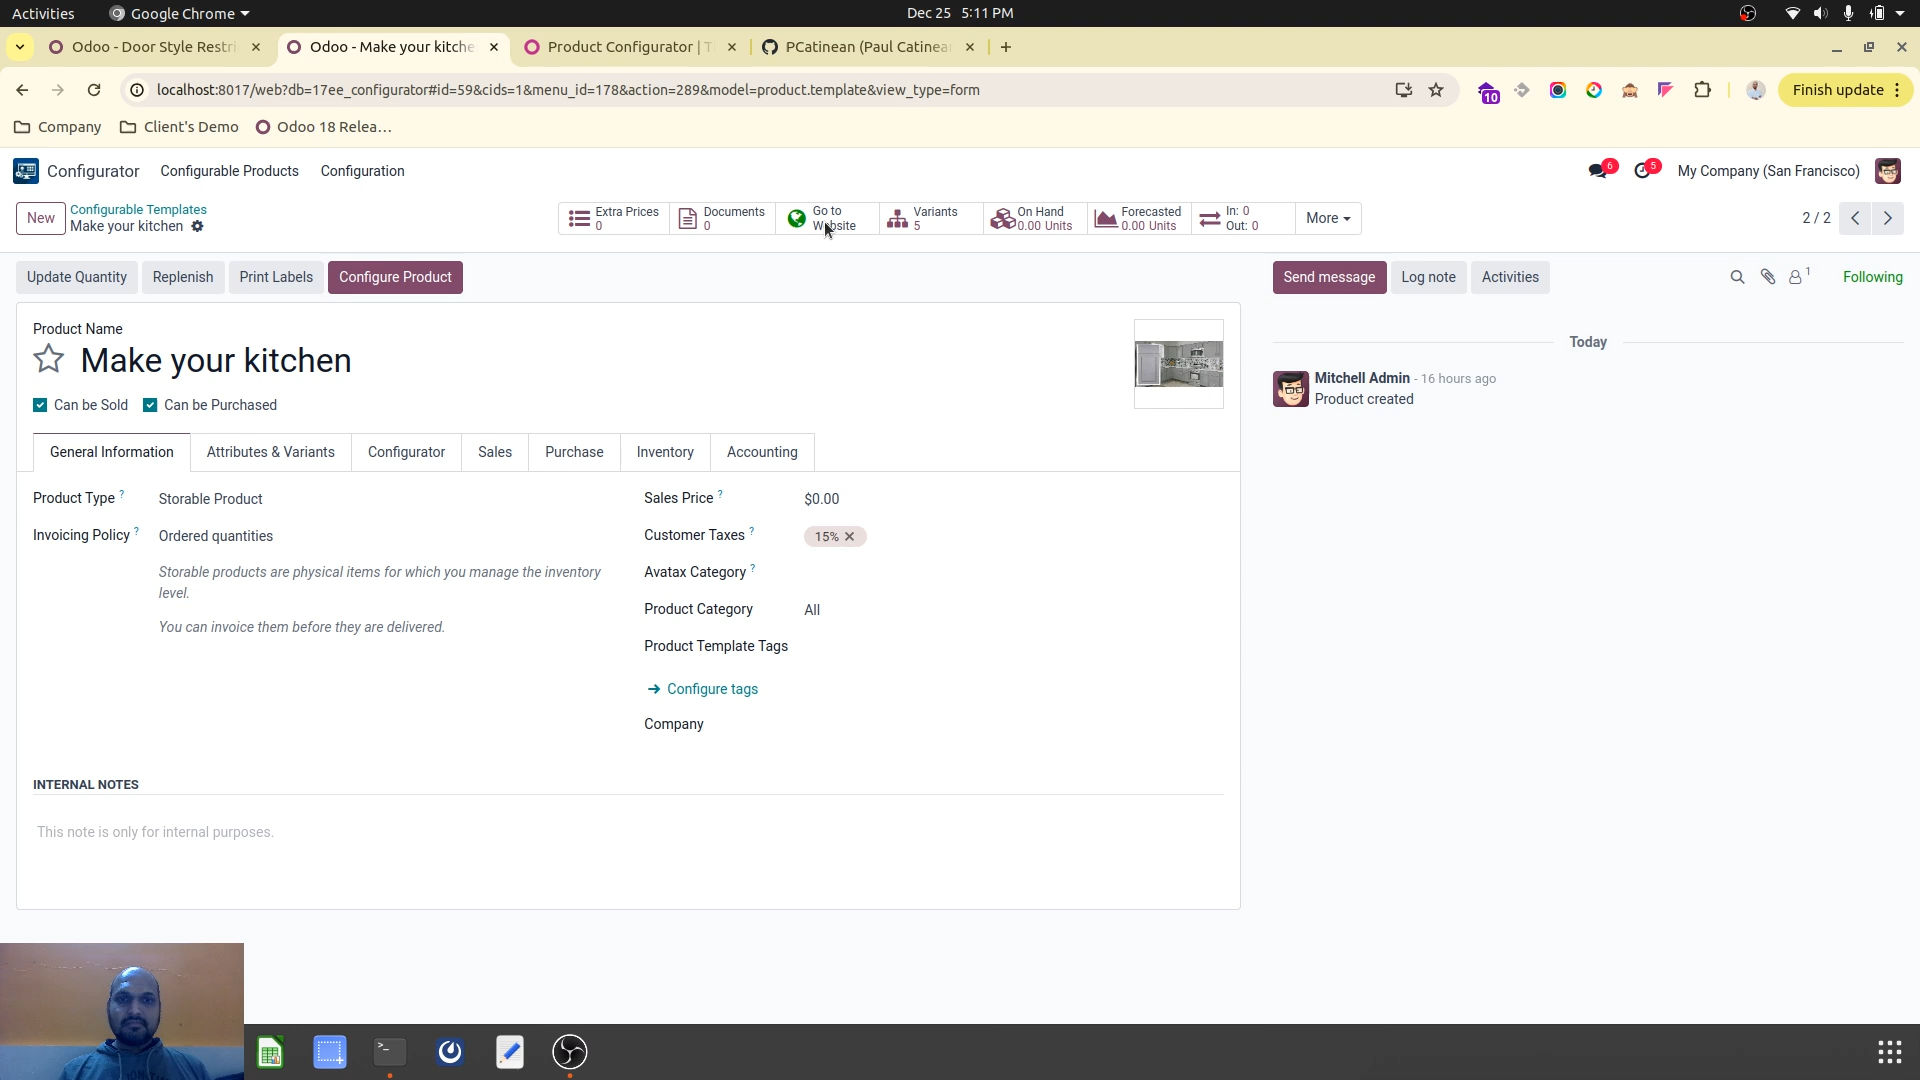 Activities Google Chrome Dec 25 5:11 PM
Odoo - Door Style Restri Odoo - Make your kitche Product Configurator | T PCatinean (Paul Catinea
localhost:8017/web?db=17ee_configurator#id=59&cids=1&menu_id=178&action=289&model=product.template&view_type=form 10 Finish update
Company Client's Demo Odoo 18 Relea...
Configurator Configurable Products Configuration 6 5 My Company (San Francisco)
New Configurable Templates
Make your kitchen
Extra Prices
0
Documents
0
Go to
Website
Variants
5
On Hand
0.00 Units
Forecasted
0.00 Units
In: 0
Out: 0
More
2 / 2
Update Quantity Replenish Print Labels Configure Product Send message Log note Activities 1 Following
Product Name
Make your kitchen
Can be Sold Can be Purchased
General Information Attributes & Variants Configurator Sales Purchase Inventory Accounting
Product Type ? Storable Product
Invoicing Policy ? Ordered quantities
Storable products are physical items for which you manage the inventory
level.
You can invoice them before they are delivered.
Sales Price ? $0.00
Customer Taxes ? 15%
Avatax Category ?
Product Category All
Product Template Tags
Configure tags
Company
INTERNAL NOTES
This note is only for internal purposes.
Today
Mitchell Admin - 16 hours ago
Product created